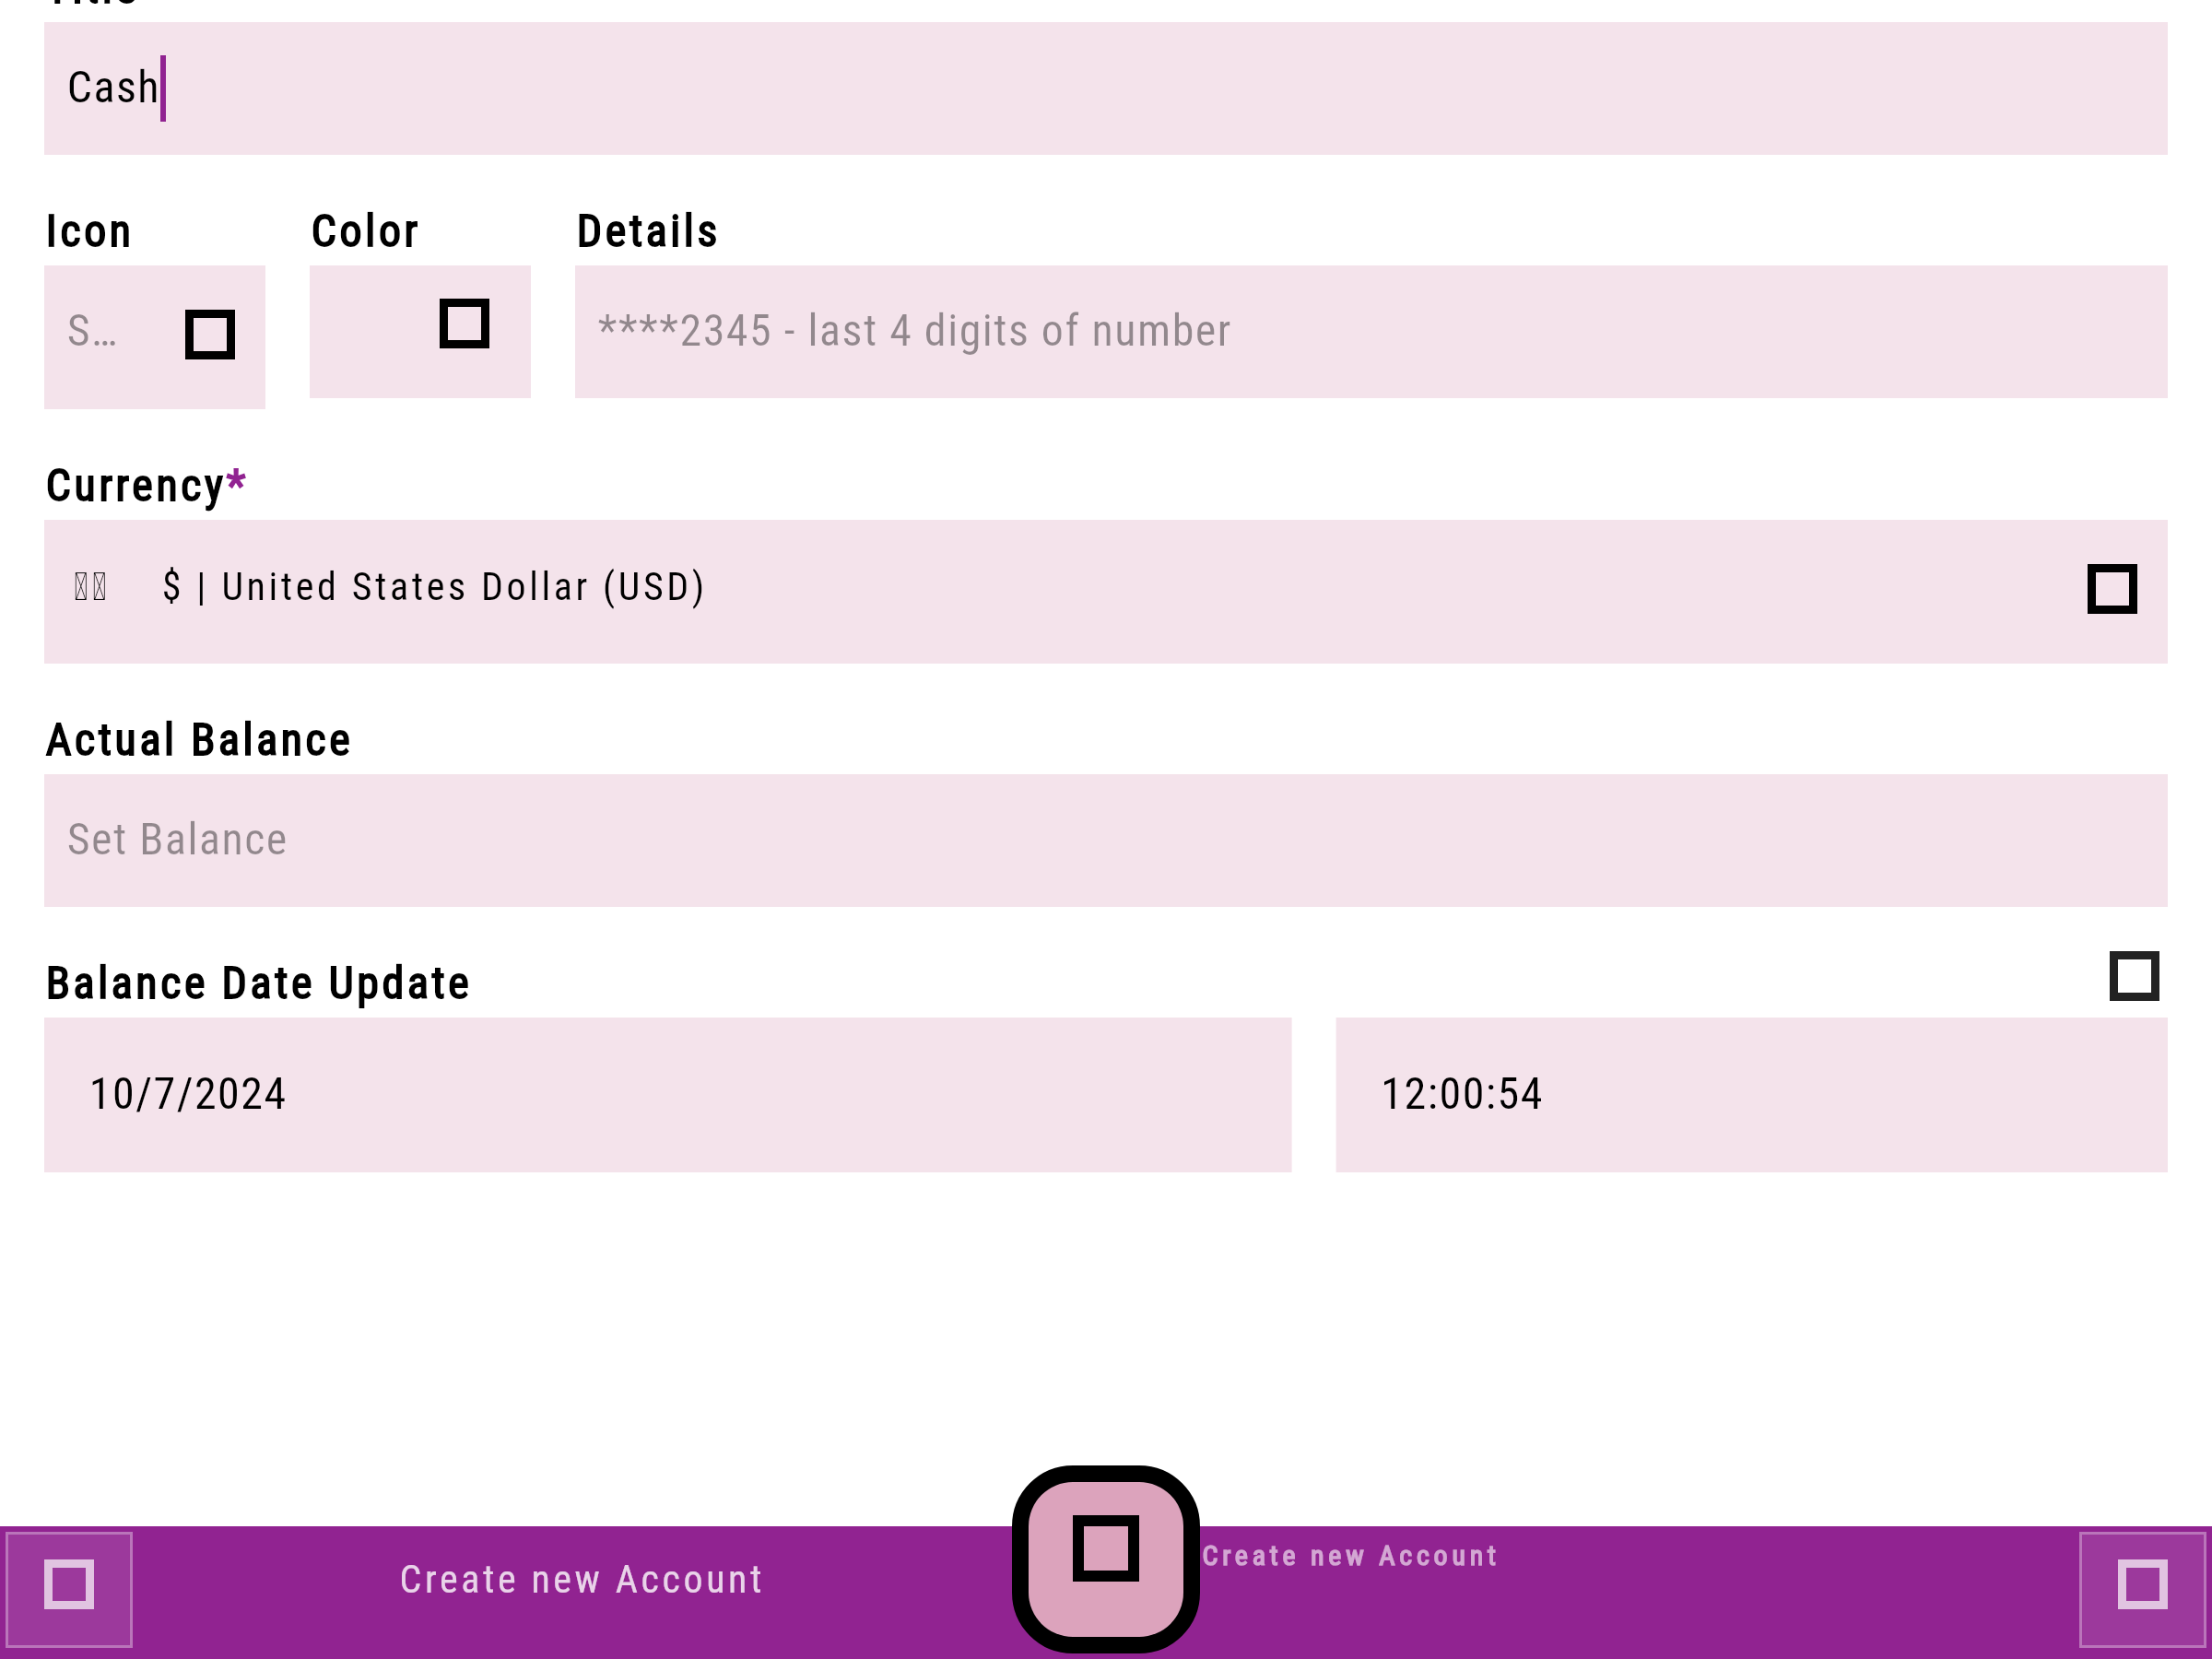 Title
Cash
Icon Color Details
S... ****2345 - last 4 digits of number
Currency*
$ | United States Dollar (USD)
Actual Balance
Set Balance
Balance Date Update
10/7/2024 12:00:54
Create new Account
Create new Account